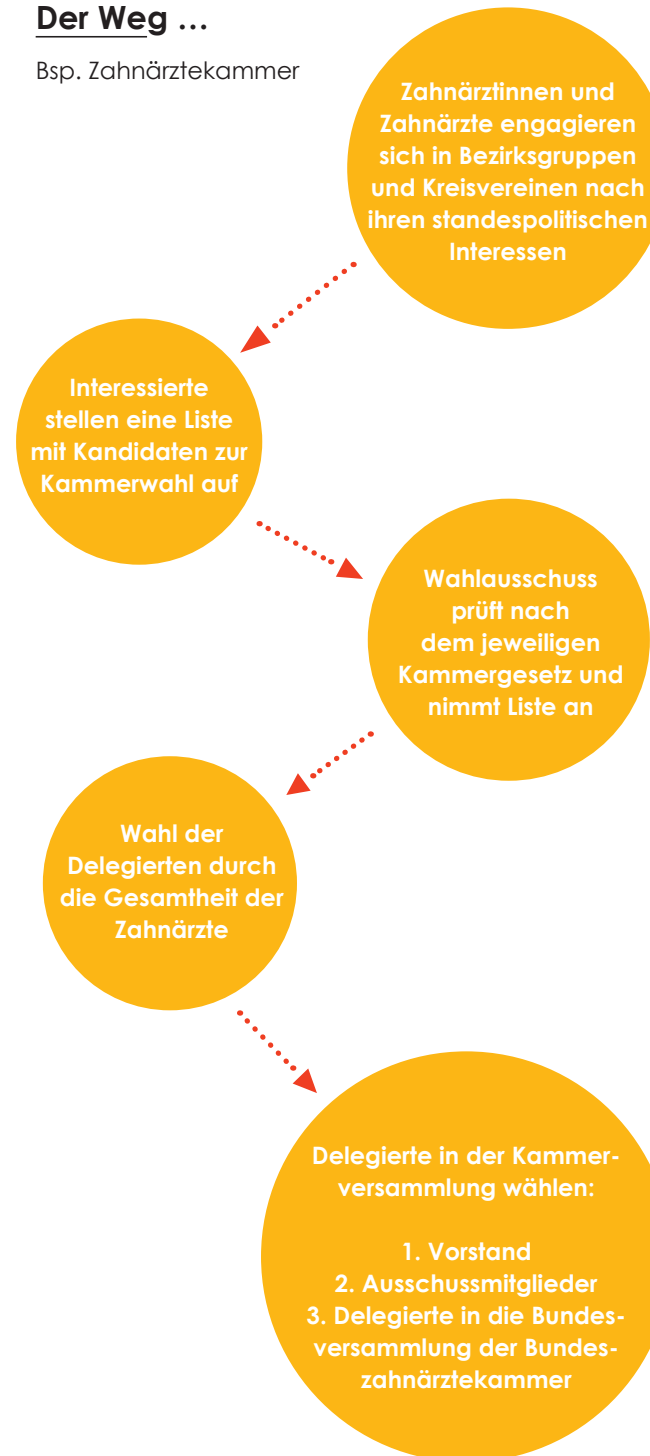 Der Weg …
Bsp. Zahnärztekammer
Zahnärztinnen und
Zahnärzte engagieren
sich in Bezirksgruppen
und Kreisvereinen nach
ihren standespolitischen
Interessen
Interessierte
stellen eine Liste
mit Kandidaten zur
Kammerwahl auf
Wahlausschuss
prüft nach
dem jeweiligen
Kammergesetz und
nimmt Liste an
Wahl der
Delegierten durch
die Gesamtheit der
Zahnärzte
Delegierte in der Kammer-
versammlung wählen:
1. Vorstand
2. Ausschussmitglieder
3. Delegierte in die Bundes-
versammlung der Bundes-
zahnärztekammer